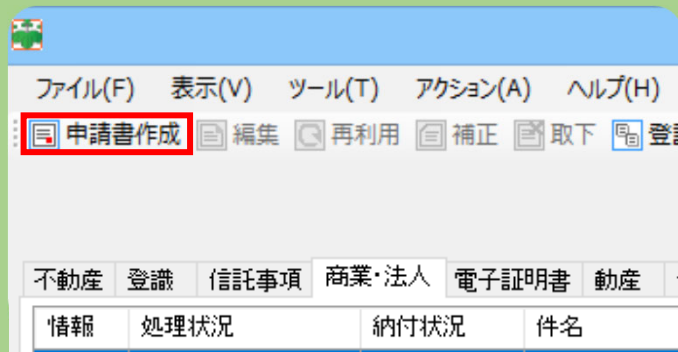 ファイル(F) 表示(V) ツール(T) アクション(A) ヘルプ(H)
申請書作成 編集 再利用 補正 取下 登
不動産 登識 信託事項 商業・法人 電子証明書 動産
情報 処理状況 納付状況 件名